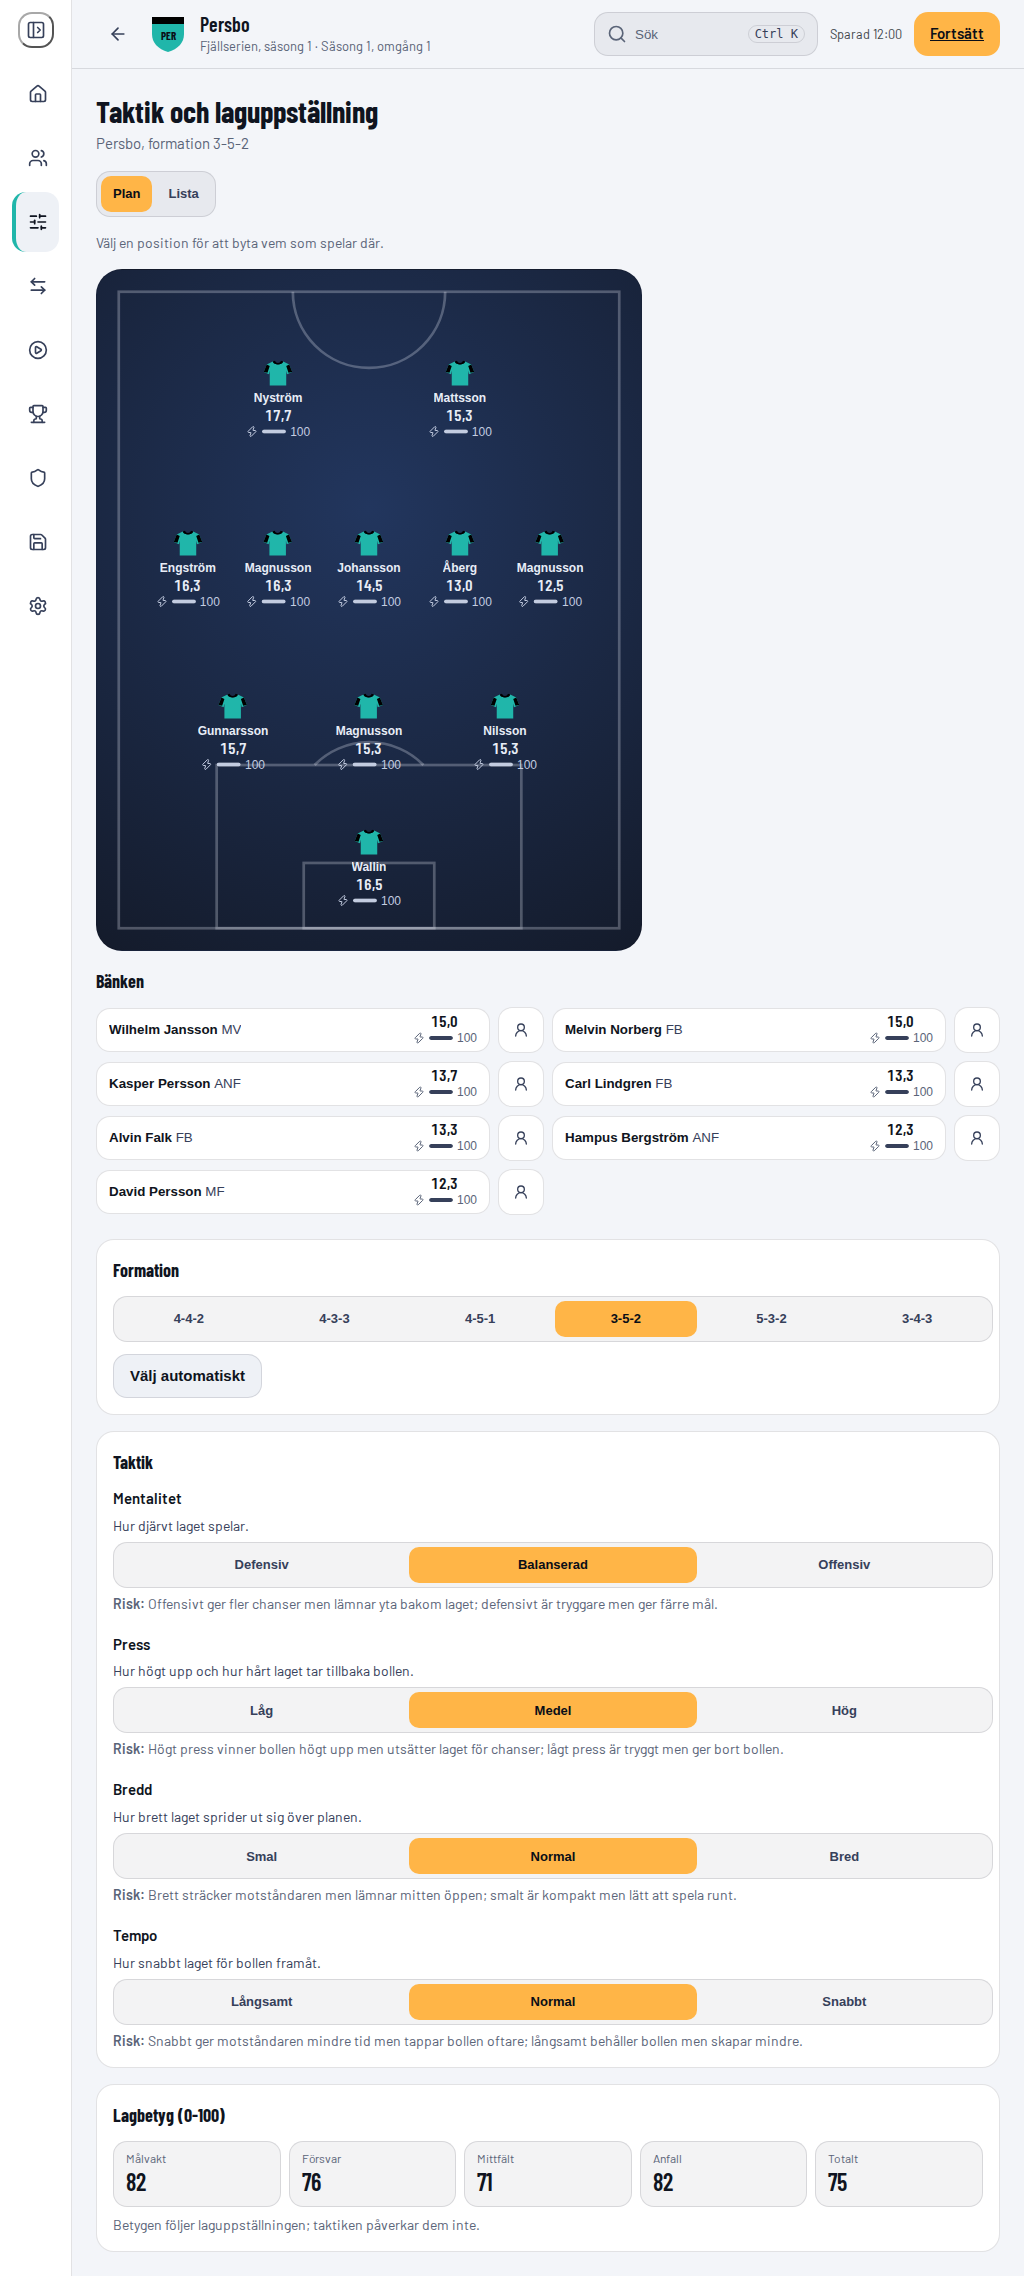 PER
Persbo
Fjällserien, säsong 1 · Säsong 1, omgång 1
Sök
Ctrl K
Sparad 12:00
Fortsätt
Taktik och laguppställning
Persbo, formation 3-5-2
Plan
Lista
Välj en position för att byta vem som spelar där.
Nyström
17,7
100
Mattsson
15,3
100
Engström
16,3
100
Magnusson
16,3
100
Johansson
14,5
100
Åberg
13,0
100
Magnusson
12,5
100
Gunnarsson
15,7
100
Magnusson
15,3
100
Nilsson
15,3
100
Wallin
16,5
100
Bänken
Wilhelm Jansson MV
15,0
100
Melvin Norberg FB
15,0
100
Kasper Persson ANF
13,7
100
Carl Lindgren FB
13,3
100
Alvin Falk FB
13,3
100
Hampus Bergström ANF
12,3
100
David Persson MF
12,3
100
Formation
4-4-2
4-3-3
4-5-1
3-5-2
5-3-2
3-4-3
Välj automatiskt
Taktik
Mentalitet
Hur djärvt laget spelar.
Defensiv
Balanserad
Offensiv
Risk: Offensivt ger fler chanser men lämnar yta bakom laget; defensivt är tryggare men ger färre mål.
Press
Hur högt upp och hur hårt laget tar tillbaka bollen.
Låg
Medel
Hög
Risk: Högt press vinner bollen högt upp men utsätter laget för chanser; lågt press är tryggt men ger bort bollen.
Bredd
Hur brett laget sprider ut sig över planen.
Smal
Normal
Bred
Risk: Brett sträcker motståndaren men lämnar mitten öppen; smalt är kompakt men lätt att spela runt.
Tempo
Hur snabbt laget för bollen framåt.
Långsamt
Normal
Snabbt
Risk: Snabbt ger motståndaren mindre tid men tappar bollen oftare; långsamt behåller bollen men skapar mindre.
Lagbetyg (0-100)
Målvakt
82
Försvar
76
Mittfält
71
Anfall
82
Totalt
75
Betygen följer laguppställningen; taktiken påverkar dem inte.